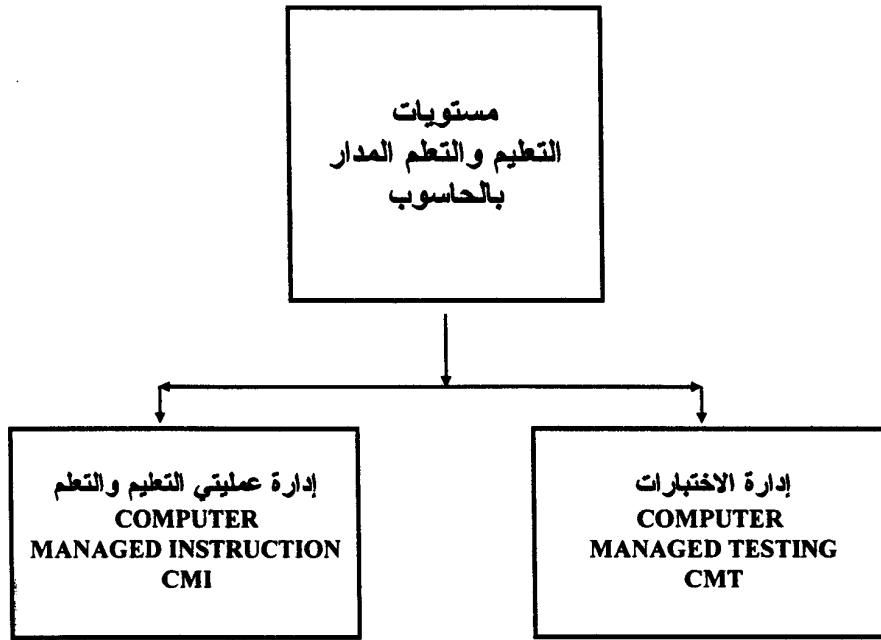 مستويات
التعليم والتعلم المدار
بالحاسوب
إدارة الاختبارات
COMPUTER
MANAGED TESTING
CMT
إدارة عمليتي التعليم والتعلم
COMPUTER
MANAGED INSTRUCTION
CMI